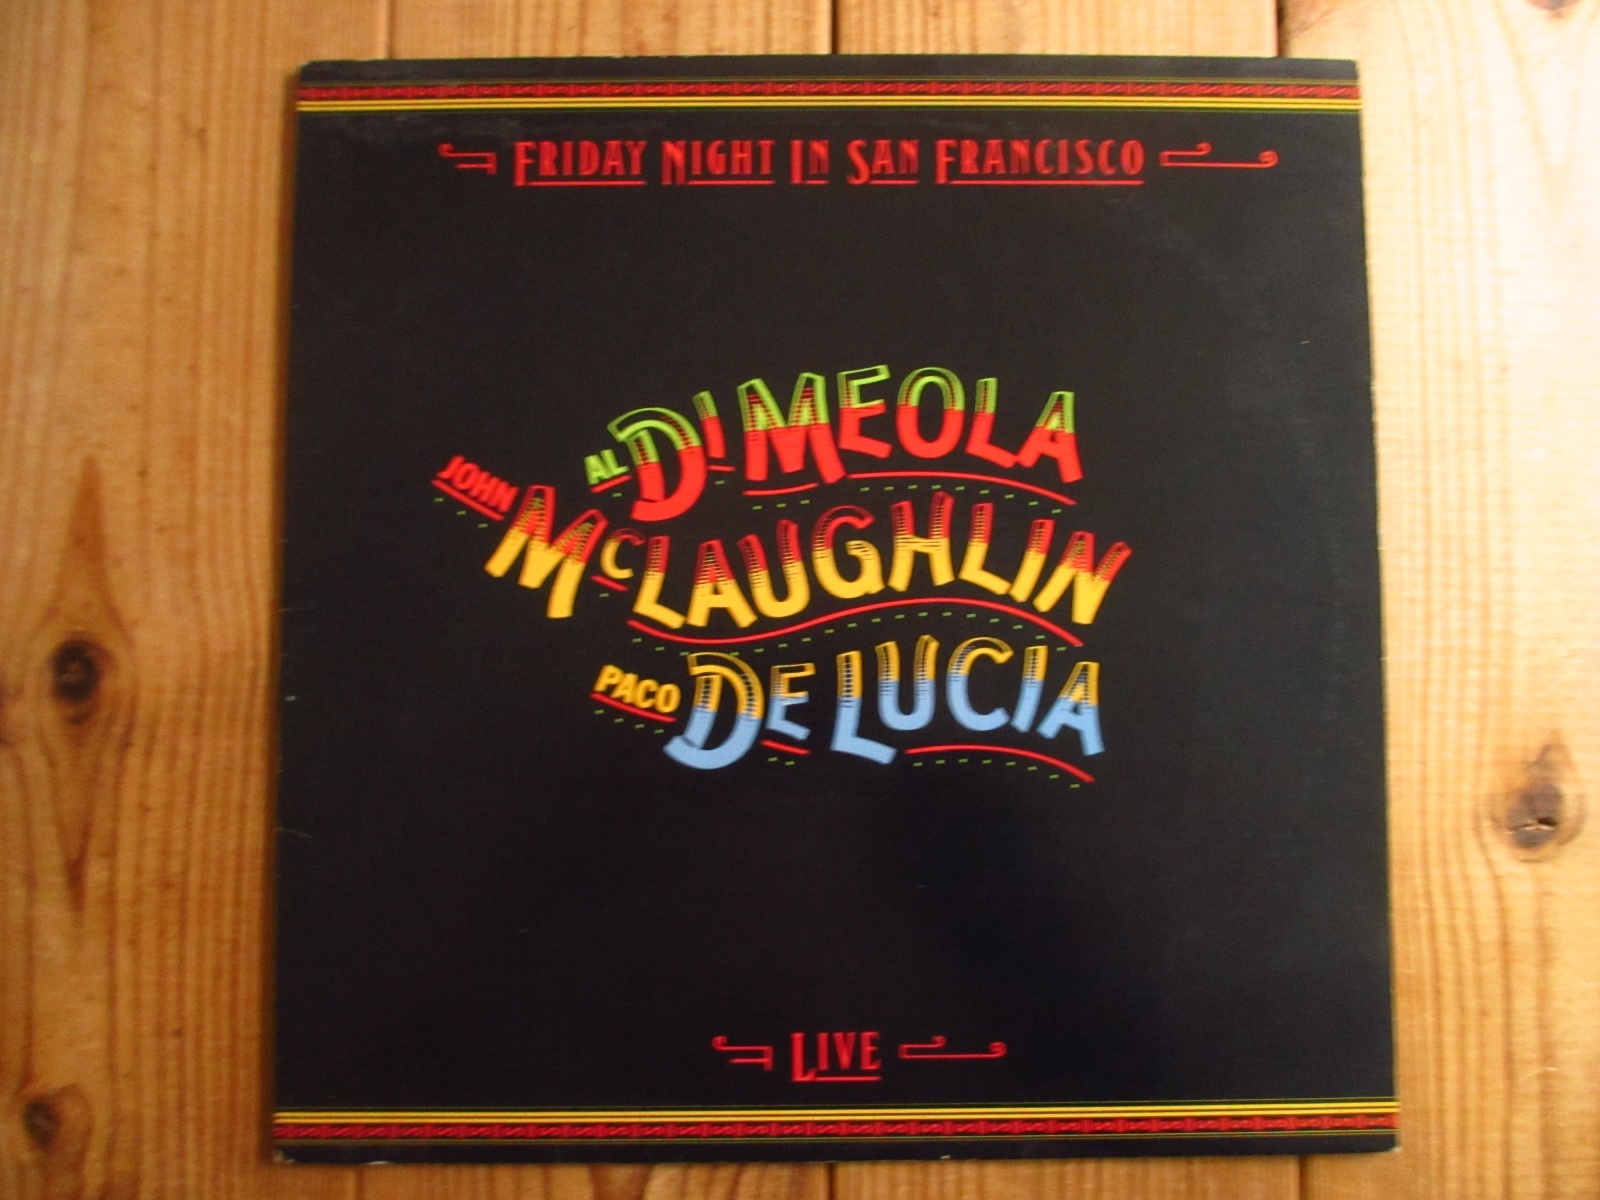 FRIDAY NIGHT IN SAN FRANCISCO
AL DI MEOLA
JOHN MCLAUGHLIN
PACO DE LUCIA
LIVE